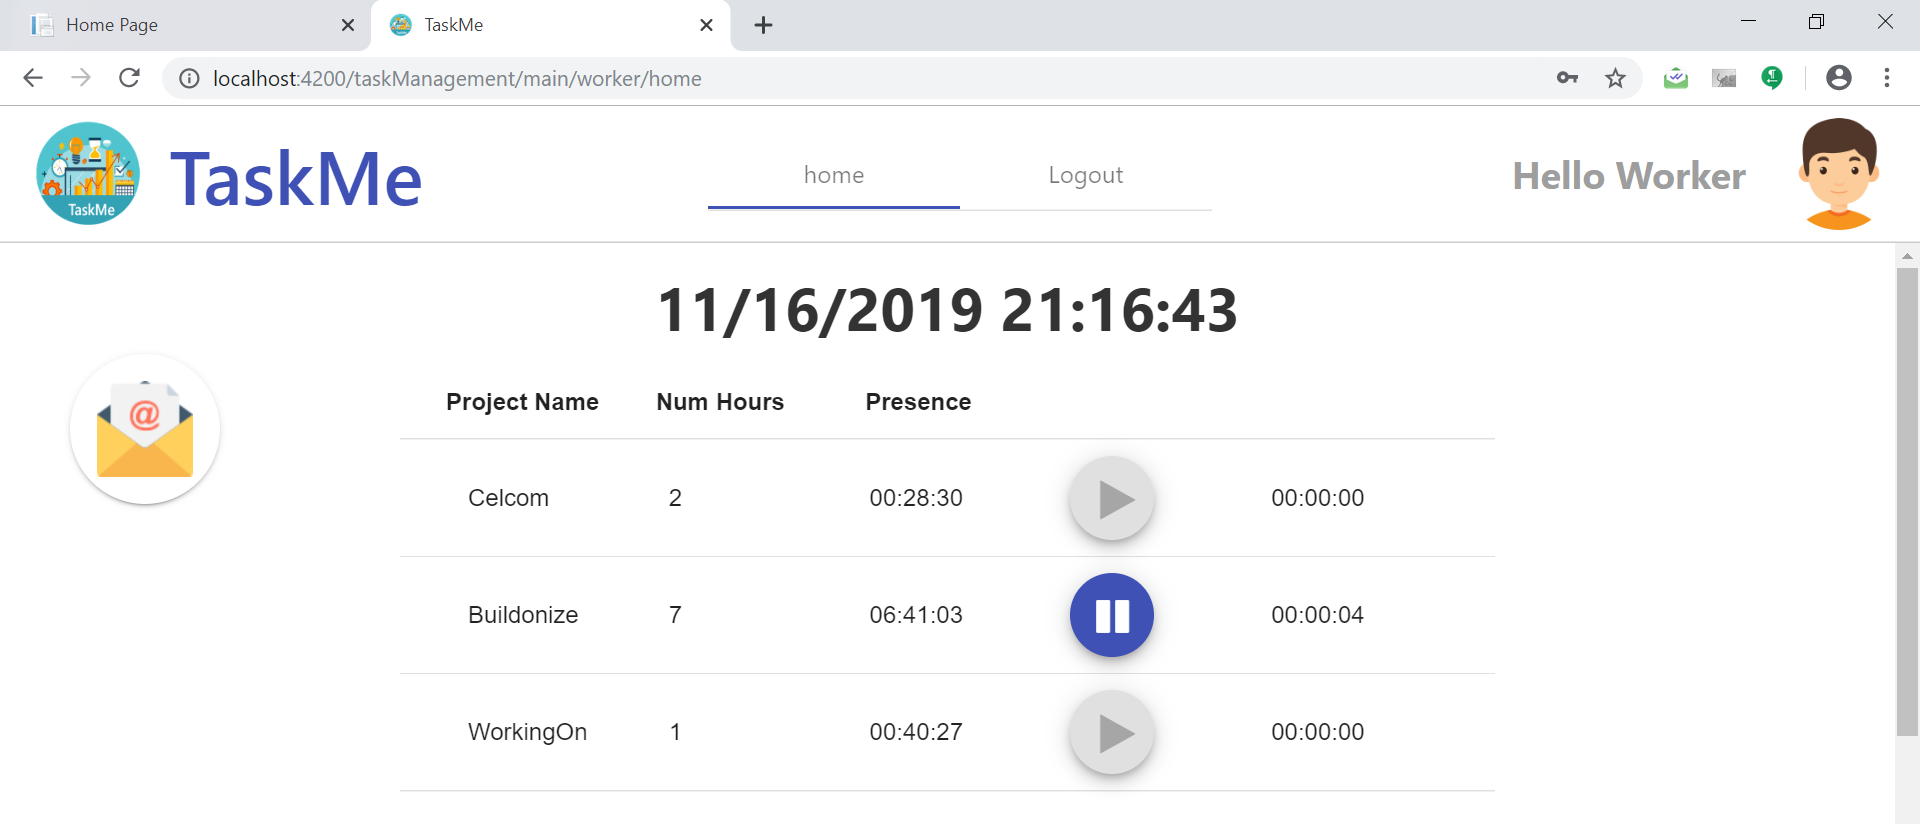 Home Page
TaskMe
localhost:4200/taskManagement/main/worker/home
TaskMe
TaskMe
home
Logout
Hello Worker
11/16/2019 21:16:43
@
Project Name Num Hours Presence
Celcom 2 00:28:30 00:00:00
Buildonize 7 06:41:03 00:00:04
WorkingOn 1 00:40:27 00:00:00